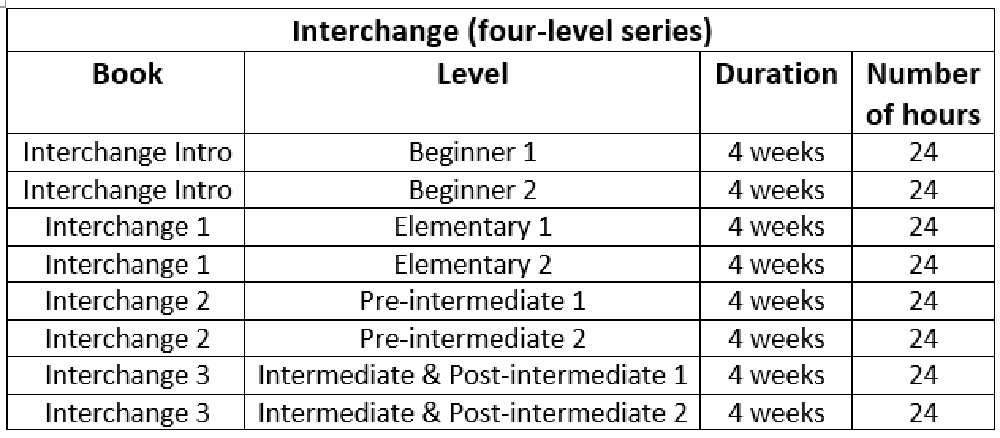 Interchange (four-level series)
Book Level Duration Number of hours
Interchange Intro Beginner 1 4 weeks 24
Interchange Intro Beginner 2 4 weeks 24
Interchange 1 Elementary 1 4 weeks 24
Interchange 1 Elementary 2 4 weeks 24
Interchange 2 Pre-intermediate 1 4 weeks 24
Interchange 2 Pre-intermediate 2 4 weeks 24
Interchange 3 Intermediate & Post-intermediate 1 4 weeks 24
Interchange 3 Intermediate & Post-intermediate 2 4 weeks 24